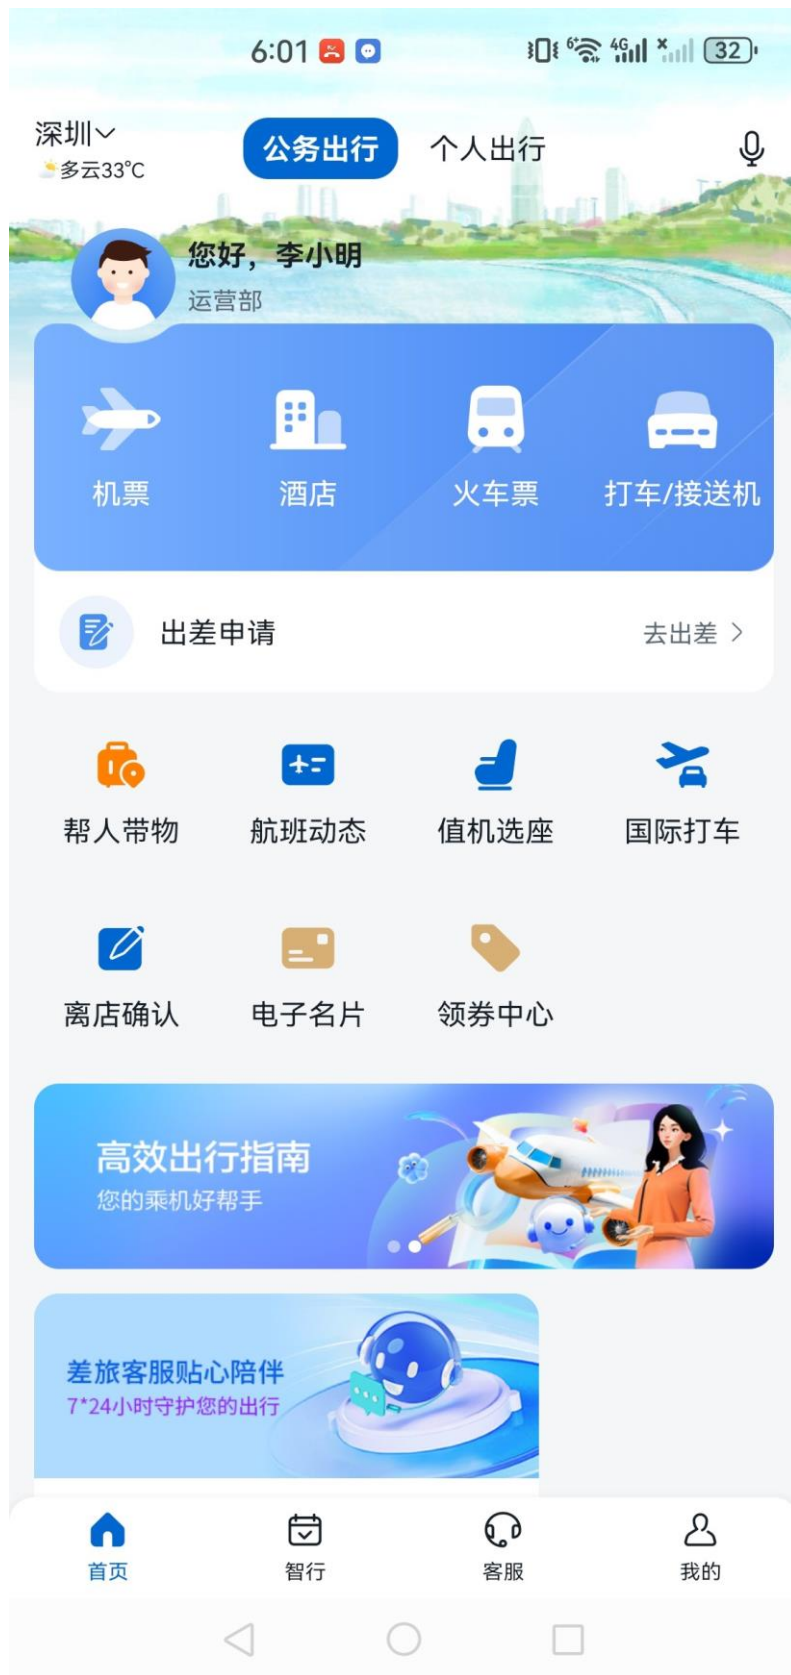 6:01
6+
4G
32
深圳
公务出行
个人出行
多云33℃
您好，李小明
运营部
机票
酒店
火车票
打车/接送机
出差申请
去出差
帮人带物
航班动态
值机选座
国际打车
离店确认
电子名片
领券中心
高效出行指南
您的乘机好帮手
差旅客服贴心陪伴
7*24小时守护您的出行
首页
智行
客服
我的